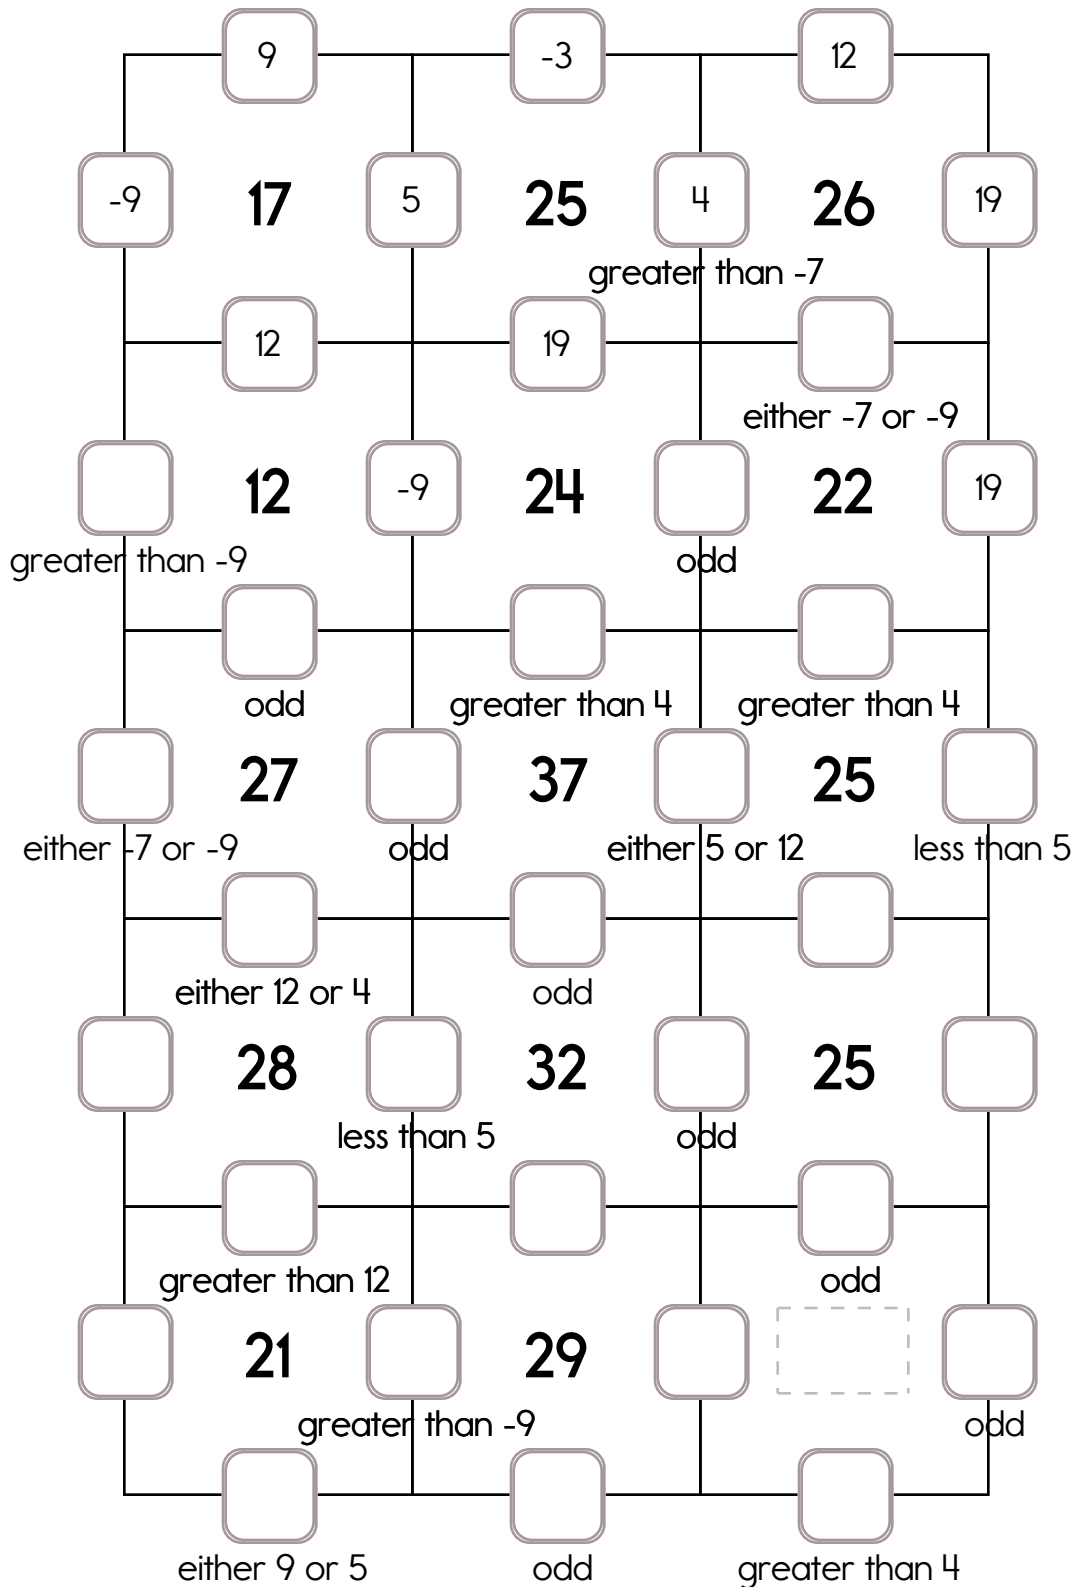 9 -3 12
-9 17 5 25 4 26 19
greater than -7
12 19
either -7 or -9
12 -9 24 22 19
greater than -9 odd
odd greater than 4 greater than 4
27 37 25
either -7 or -9 odd either 5 or 12 less than 5
either 12 or 4 odd
28 32 25
less than 5 odd
greater than 12 odd
21 29
greater than -9 odd
either 9 or 5 odd greater than 4